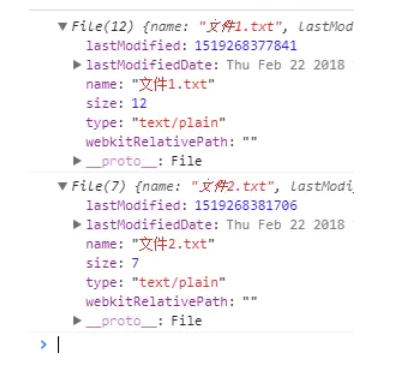 ▼File(12) {name: "文件1.txt", lastMod
lastModified: 1519268377841
▶lastModifiedDate: Thu Feb 22 2018
name: "文件1.txt"
size: 12
type: "text/plain"
webkitRelativePath: ""
▶__proto__: File
▼File(7) {name: "文件2.txt", lastModi
lastModified: 1519268381706
▶lastModifiedDate: Thu Feb 22 2018
name: "文件2.txt"
size: 7
type: "text/plain"
webkitRelativePath: ""
▶__proto__: File
>